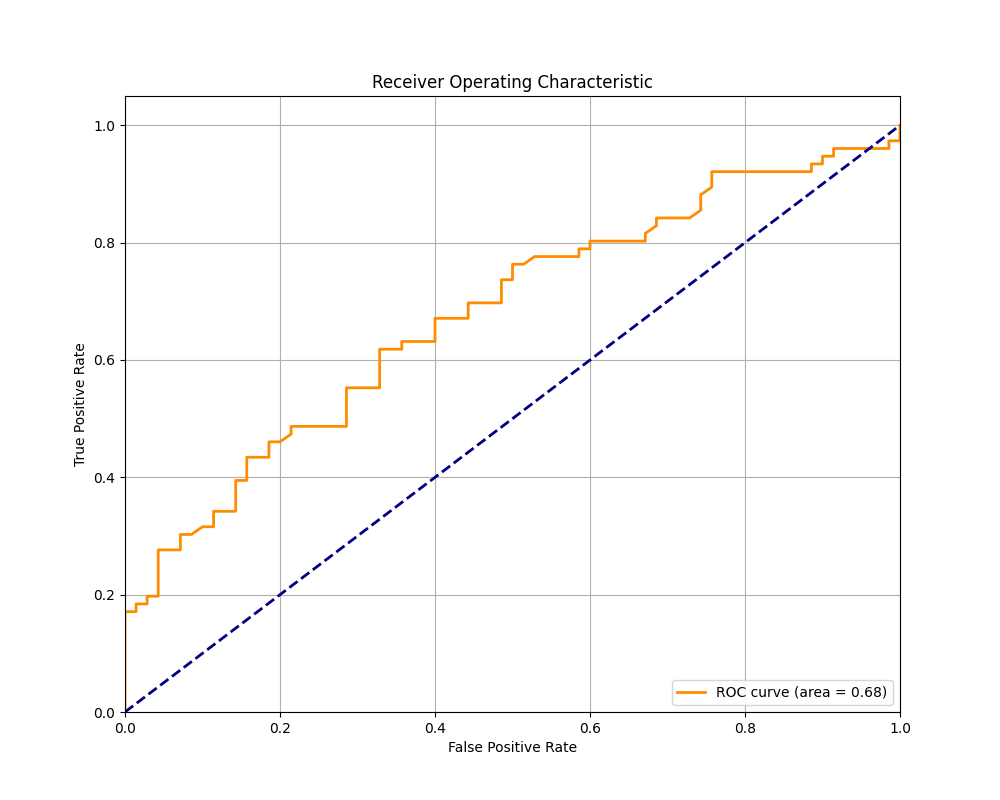 Receiver Operating Characteristic
1.0
0.8
0.6
0.4
0.2
0.0
True Positive Rate
ROC curve (area = 0.68)
0.0 0.2 0.4 0.6 0.8 1.0
False Positive Rate